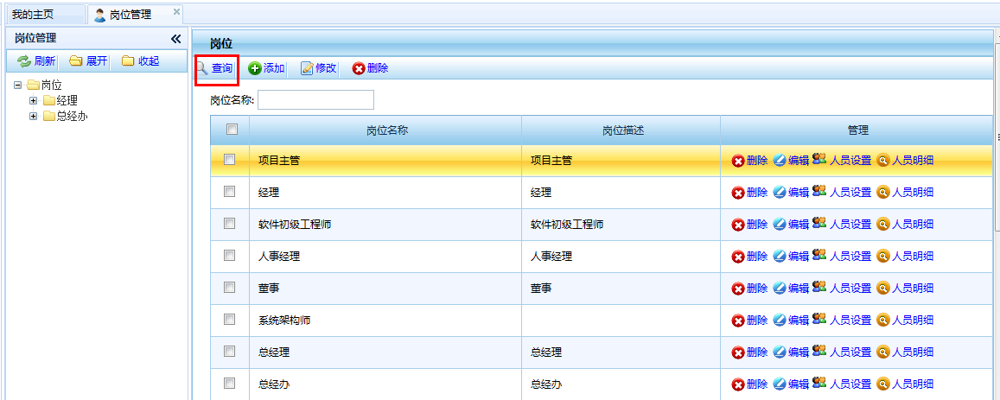 我的主页 岗位管理
岗位管理
刷新 展开 收起
岗位
经理
总经办
岗位
查询 添加 修改 删除
岗位名称:
岗位名称 岗位描述 管理
项目主管 项目主管 删除 编辑 人员设置 人员明细
经理 经理 删除 编辑 人员设置 人员明细
软件初级工程师 软件初级工程师 删除 编辑 人员设置 人员明细
人事经理 人事经理 删除 编辑 人员设置 人员明细
董事 董事 删除 编辑 人员设置 人员明细
系统架构师 删除 编辑 人员设置 人员明细
总经理 总经理 删除 编辑 人员设置 人员明细
总经办 总经办 删除 编辑 人员设置 人员明细